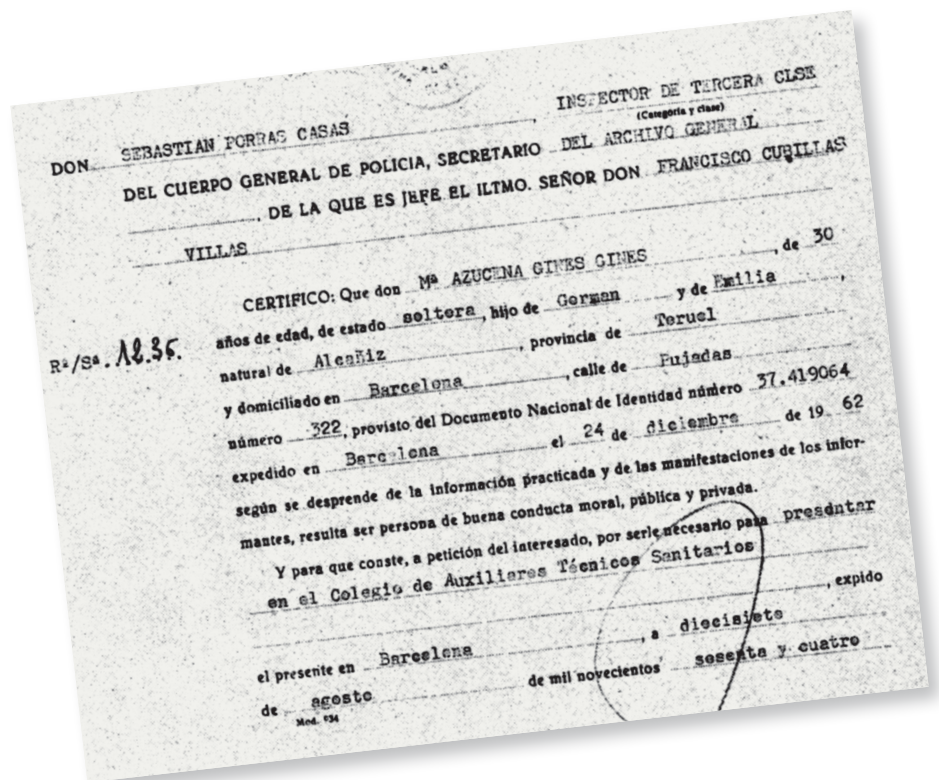 INSPECTOR DE TERCERA CLSE
(Categoría y clase)
DON SEBASTIAN PORRAS CASAS ,
DEL CUERPO GENERAL DE POLICIA, SECRETARIO DEL ARCHIVO GENERAL
, DE LA QUE ES JEFE EL ILTMO. SEÑOR DON FRANCISCO CUBILLAS
VILLAS
CERTIFICO: Que don Mª AZUCENA GINES GINES , de 30
años de edad, de estado soltera, hijo de German y de Emilia ,
Rª/Sª. 12.35.
natural de Alcañiz , provincia de Teruel
y domiciliado en Barcelona , calle de Pujadas
número 322, provisto del Documento Nacional de Identidad número 37.419064
expedido en Barcelona el 24 de diciembre de 19 62
según se desprende de la información practicada y de las manifestaciones de los infor-
mantes, resulta ser persona de buena conducta moral, pública y privada.
Y para que conste, a petición del interesado, por serle necesario para presentar
en el Colegio de Auxiliares Técnicos Sanitarios
, expido
el presente en Barcelona , a diecisiete
de agosto de mil novecientos sesenta y cuatro
Mod. 934